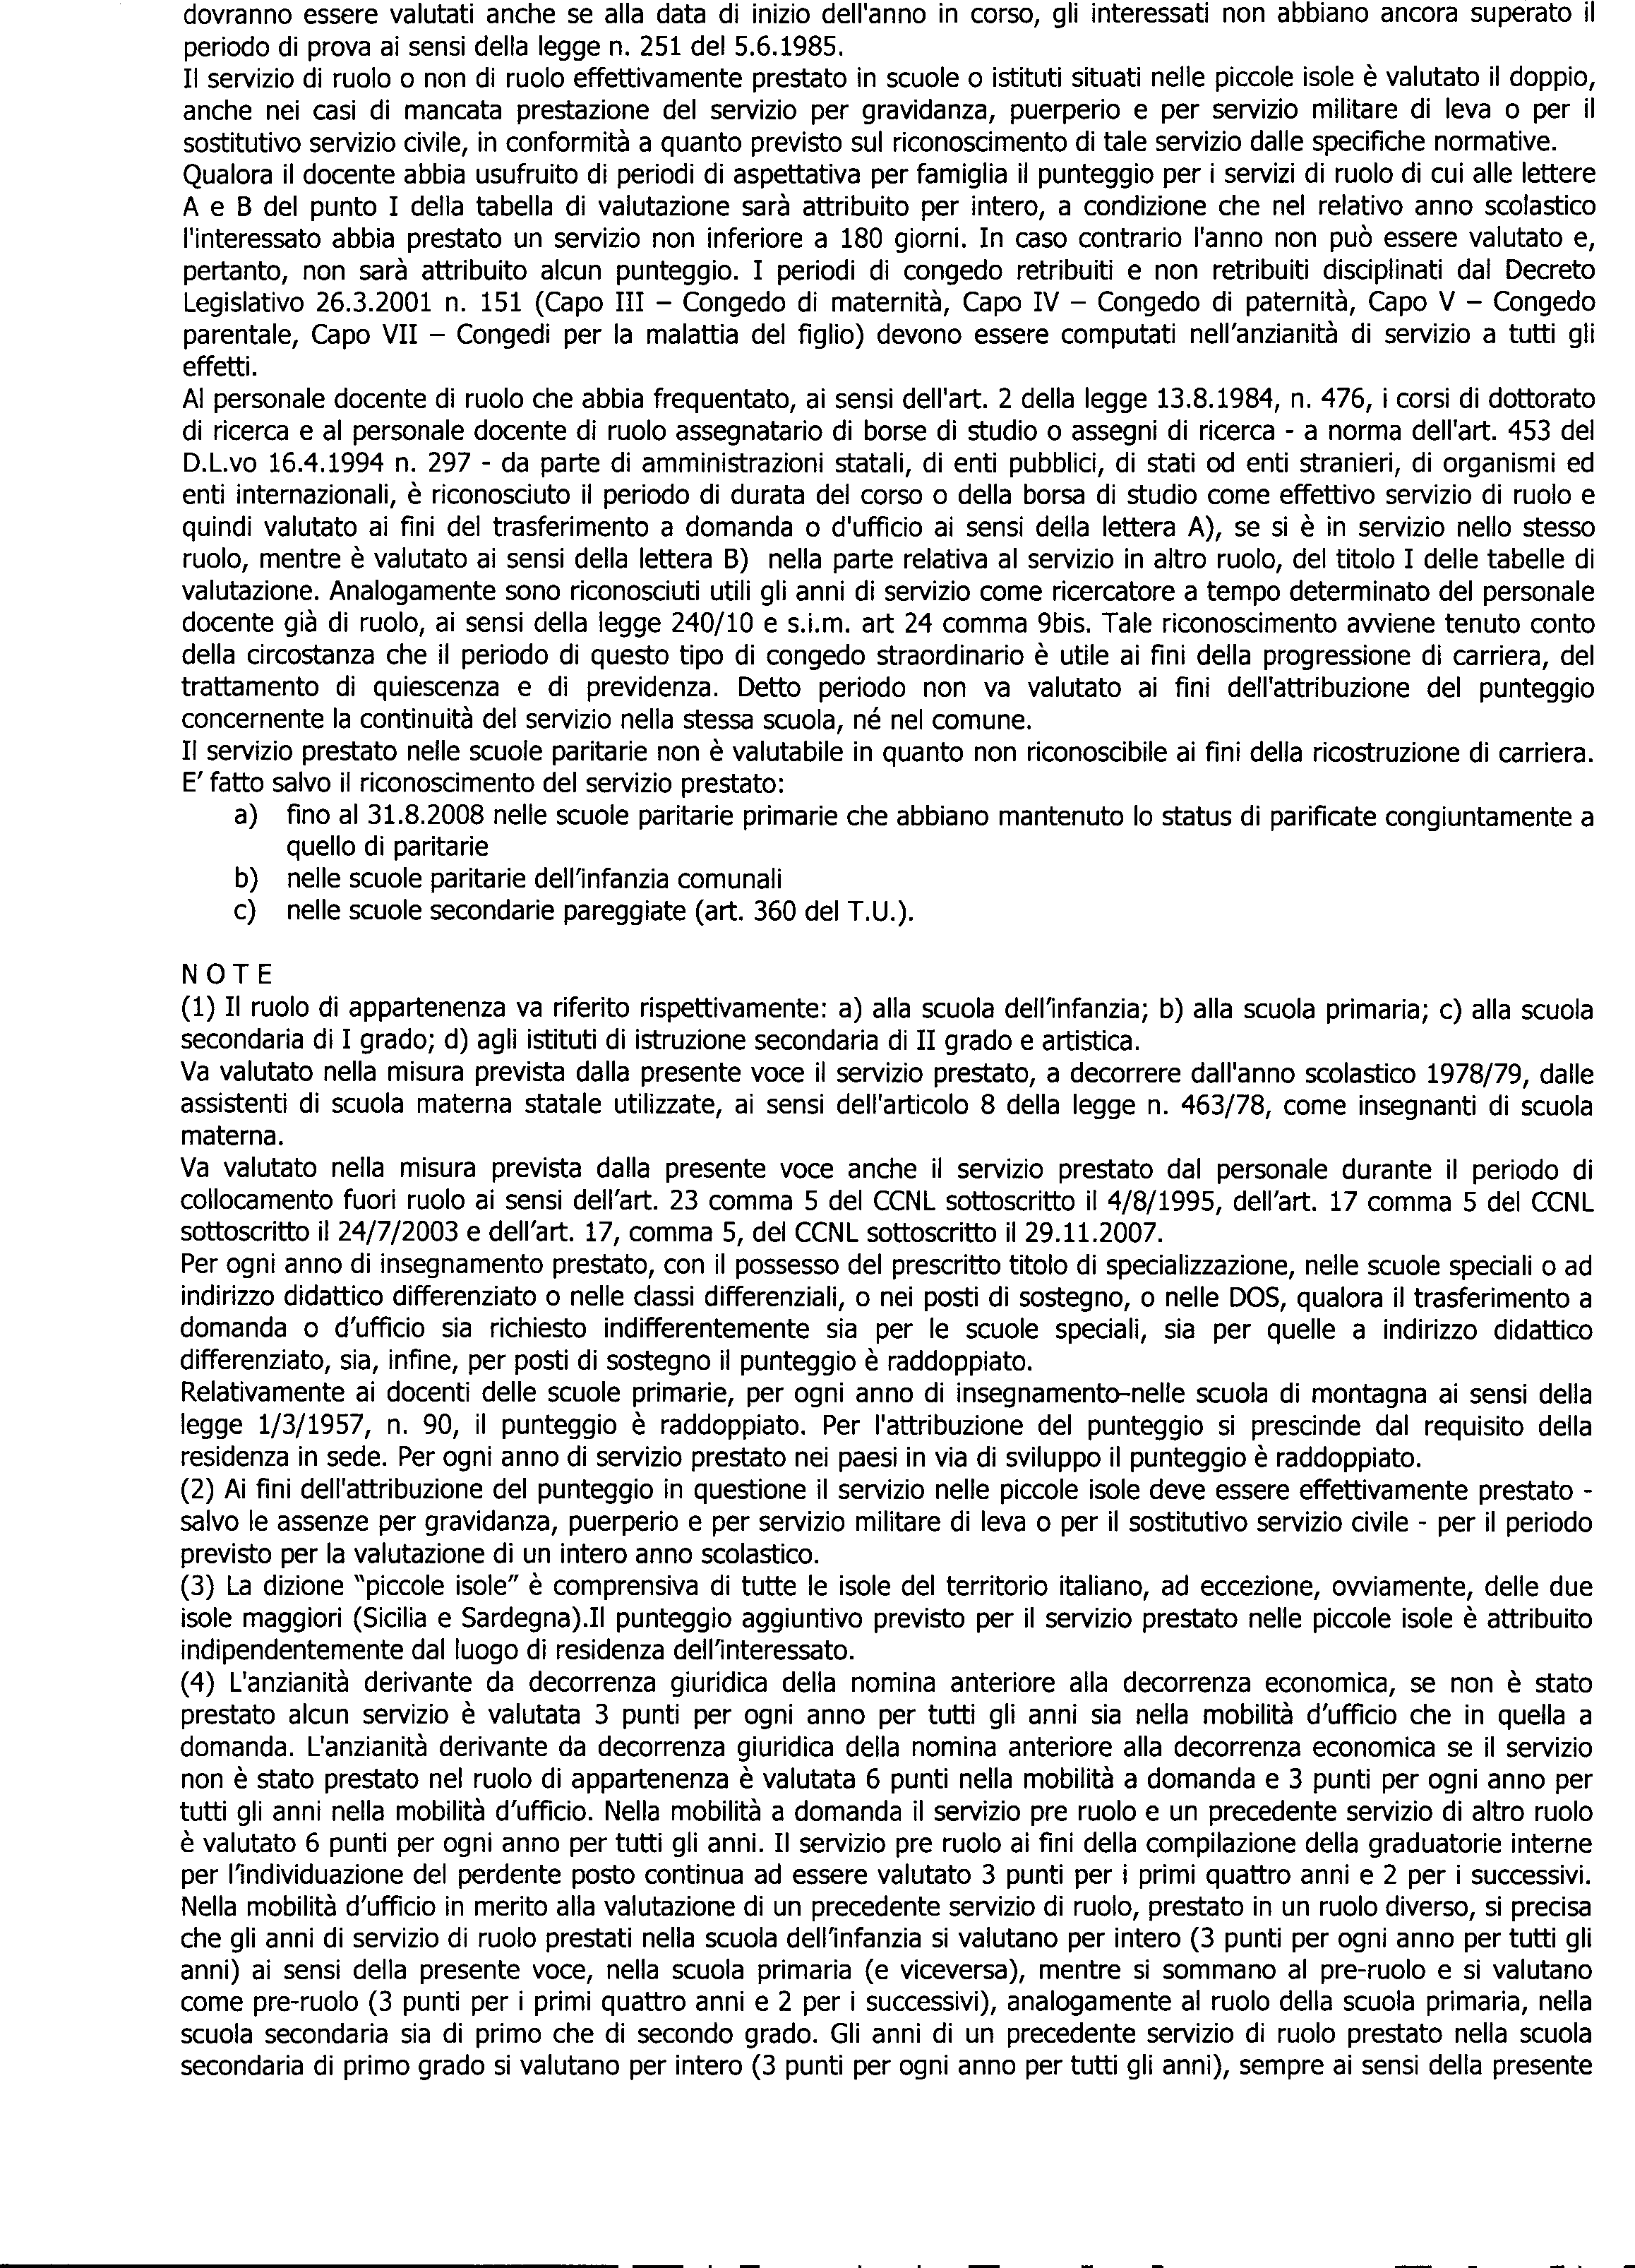 dovranno essere valutati anche se alla data di inizio dell'anno in corso, gli interessati non abbiano ancora superato il
periodo di prova ai sensi della legge n. 251 del 5.6.1985.
Il servizio di ruolo o non di ruolo effettivamente prestato in scuole o istituti situati nelle piccole isole è valutato il doppio,
anche nei casi di mancata prestazione del servizio per gravidanza, puerperio e per servizio militare di leva o per il
sostitutivo servizio civile, in conformità a quanto previsto sul riconoscimento di tale servizio dalle specifiche normative.
Qualora il docente abbia usufruito di periodi di aspettativa per famiglia il punteggio per i servizi di ruolo di cui alle lettere
A e B del punto I della tabella di valutazione sarà attribuito per intero, a condizione che nel relativo anno scolastico
l'interessato abbia prestato un servizio non inferiore a 180 giorni. In caso contrario l'anno non può essere valutato e,
pertanto, non sarà attribuito alcun punteggio. I periodi di congedo retribuiti e non retribuiti disciplinati dal Decreto
Legislativo 26.3.2001 n. 151 (Capo III – Congedo di maternità, Capo IV – Congedo di paternità, Capo V – Congedo
parentale, Capo VII – Congedi per la malattia del figlio) devono essere computati nell'anzianità di servizio a tutti gli
effetti.
Al personale docente di ruolo che abbia frequentato, ai sensi dell'art. 2 della legge 13.8.1984, n. 476, i corsi di dottorato
di ricerca e al personale docente di ruolo assegnatario di borse di studio o assegni di ricerca - a norma dell'art. 453 del
D.L.vo 16.4.1994 n. 297 - da parte di amministrazioni statali, di enti pubblici, di stati od enti stranieri, di organismi ed
enti internazionali, è riconosciuto il periodo di durata del corso o della borsa di studio come effettivo servizio di ruolo e
quindi valutato ai fini del trasferimento a domanda o d'ufficio ai sensi della lettera A), se si è in servizio nello stesso
ruolo, mentre è valutato ai sensi della lettera B) nella parte relativa al servizio in altro ruolo, del titolo I delle tabelle di
valutazione. Analogamente sono riconosciuti utili gli anni di servizio come ricercatore a tempo determinato del personale
docente già di ruolo, ai sensi della legge 240/10 e s.i.m. art 24 comma 9bis. Tale riconoscimento avviene tenuto conto
della circostanza che il periodo di questo tipo di congedo straordinario è utile ai fini della progressione di carriera, del
trattamento di quiescenza e di previdenza. Detto periodo non va valutato ai fini dell'attribuzione del punteggio
concernente la continuità del servizio nella stessa scuola, né nel comune.
Il servizio prestato nelle scuole paritarie non è valutabile in quanto non riconoscibile ai fini della ricostruzione di carriera.
E' fatto salvo il riconoscimento del servizio prestato:
a) fino al 31.8.2008 nelle scuole paritarie primarie che abbiano mantenuto lo status di parificate congiuntamente a
quello di paritarie
b) nelle scuole paritarie dell'infanzia comunali
c) nelle scuole secondarie pareggiate (art. 360 del T.U.).
N O T E
(1) Il ruolo di appartenenza va riferito rispettivamente: a) alla scuola dell'infanzia; b) alla scuola primaria; c) alla scuola
secondaria di I grado; d) agli istituti di istruzione secondaria di II grado e artistica.
Va valutato nella misura prevista dalla presente voce il servizio prestato, a decorrere dall'anno scolastico 1978/79, dalle
assistenti di scuola materna statale utilizzate, ai sensi dell'articolo 8 della legge n. 463/78, come insegnanti di scuola
materna.
Va valutato nella misura prevista dalla presente voce anche il servizio prestato dal personale durante il periodo di
collocamento fuori ruolo ai sensi dell'art. 23 comma 5 del CCNL sottoscritto il 4/8/1995, dell'art. 17 comma 5 del CCNL
sottoscritto il 24/7/2003 e dell'art. 17, comma 5, del CCNL sottoscritto il 29.11.2007.
Per ogni anno di insegnamento prestato, con il possesso del prescritto titolo di specializzazione, nelle scuole speciali o ad
indirizzo didattico differenziato o nelle classi differenziali, o nei posti di sostegno, o nelle DOS, qualora il trasferimento a
domanda o d'ufficio sia richiesto indifferentemente sia per le scuole speciali, sia per quelle a indirizzo didattico
differenziato, sia, infine, per posti di sostegno il punteggio è raddoppiato.
Relativamente ai docenti delle scuole primarie, per ogni anno di insegnamento-nelle scuola di montagna ai sensi della
legge 1/3/1957, n. 90, il punteggio è raddoppiato. Per l'attribuzione del punteggio si prescinde dal requisito della
residenza in sede. Per ogni anno di servizio prestato nei paesi in via di sviluppo il punteggio è raddoppiato.
(2) Ai fini dell'attribuzione del punteggio in questione il servizio nelle piccole isole deve essere effettivamente prestato -
salvo le assenze per gravidanza, puerperio e per servizio militare di leva o per il sostitutivo servizio civile - per il periodo
previsto per la valutazione di un intero anno scolastico.
(3) La dizione "piccole isole" è comprensiva di tutte le isole del territorio italiano, ad eccezione, ovviamente, delle due
isole maggiori (Sicilia e Sardegna).Il punteggio aggiuntivo previsto per il servizio prestato nelle piccole isole è attribuito
indipendentemente dal luogo di residenza dell'interessato.
(4) L'anzianità derivante da decorrenza giuridica della nomina anteriore alla decorrenza economica, se non è stato
prestato alcun servizio è valutata 3 punti per ogni anno per tutti gli anni sia nella mobilità d'ufficio che in quella a
domanda. L'anzianità derivante da decorrenza giuridica della nomina anteriore alla decorrenza economica se il servizio
non è stato prestato nel ruolo di appartenenza è valutata 6 punti nella mobilità a domanda e 3 punti per ogni anno per
tutti gli anni nella mobilità d'ufficio. Nella mobilità a domanda il servizio pre ruolo e un precedente servizio di altro ruolo
è valutato 6 punti per ogni anno per tutti gli anni. Il servizio pre ruolo ai fini della compilazione della graduatorie interne
per l'individuazione del perdente posto continua ad essere valutato 3 punti per i primi quattro anni e 2 per i successivi.
Nella mobilità d'ufficio in merito alla valutazione di un precedente servizio di ruolo, prestato in un ruolo diverso, si precisa
che gli anni di servizio di ruolo prestati nella scuola dell'infanzia si valutano per intero (3 punti per ogni anno per tutti gli
anni) ai sensi della presente voce, nella scuola primaria (e viceversa), mentre si sommano al pre-ruolo e si valutano
come pre-ruolo (3 punti per i primi quattro anni e 2 per i successivi), analogamente al ruolo della scuola primaria, nella
scuola secondaria sia di primo che di secondo grado. Gli anni di un precedente servizio di ruolo prestato nella scuola
secondaria di primo grado si valutano per intero (3 punti per ogni anno per tutti gli anni), sempre ai sensi della presente